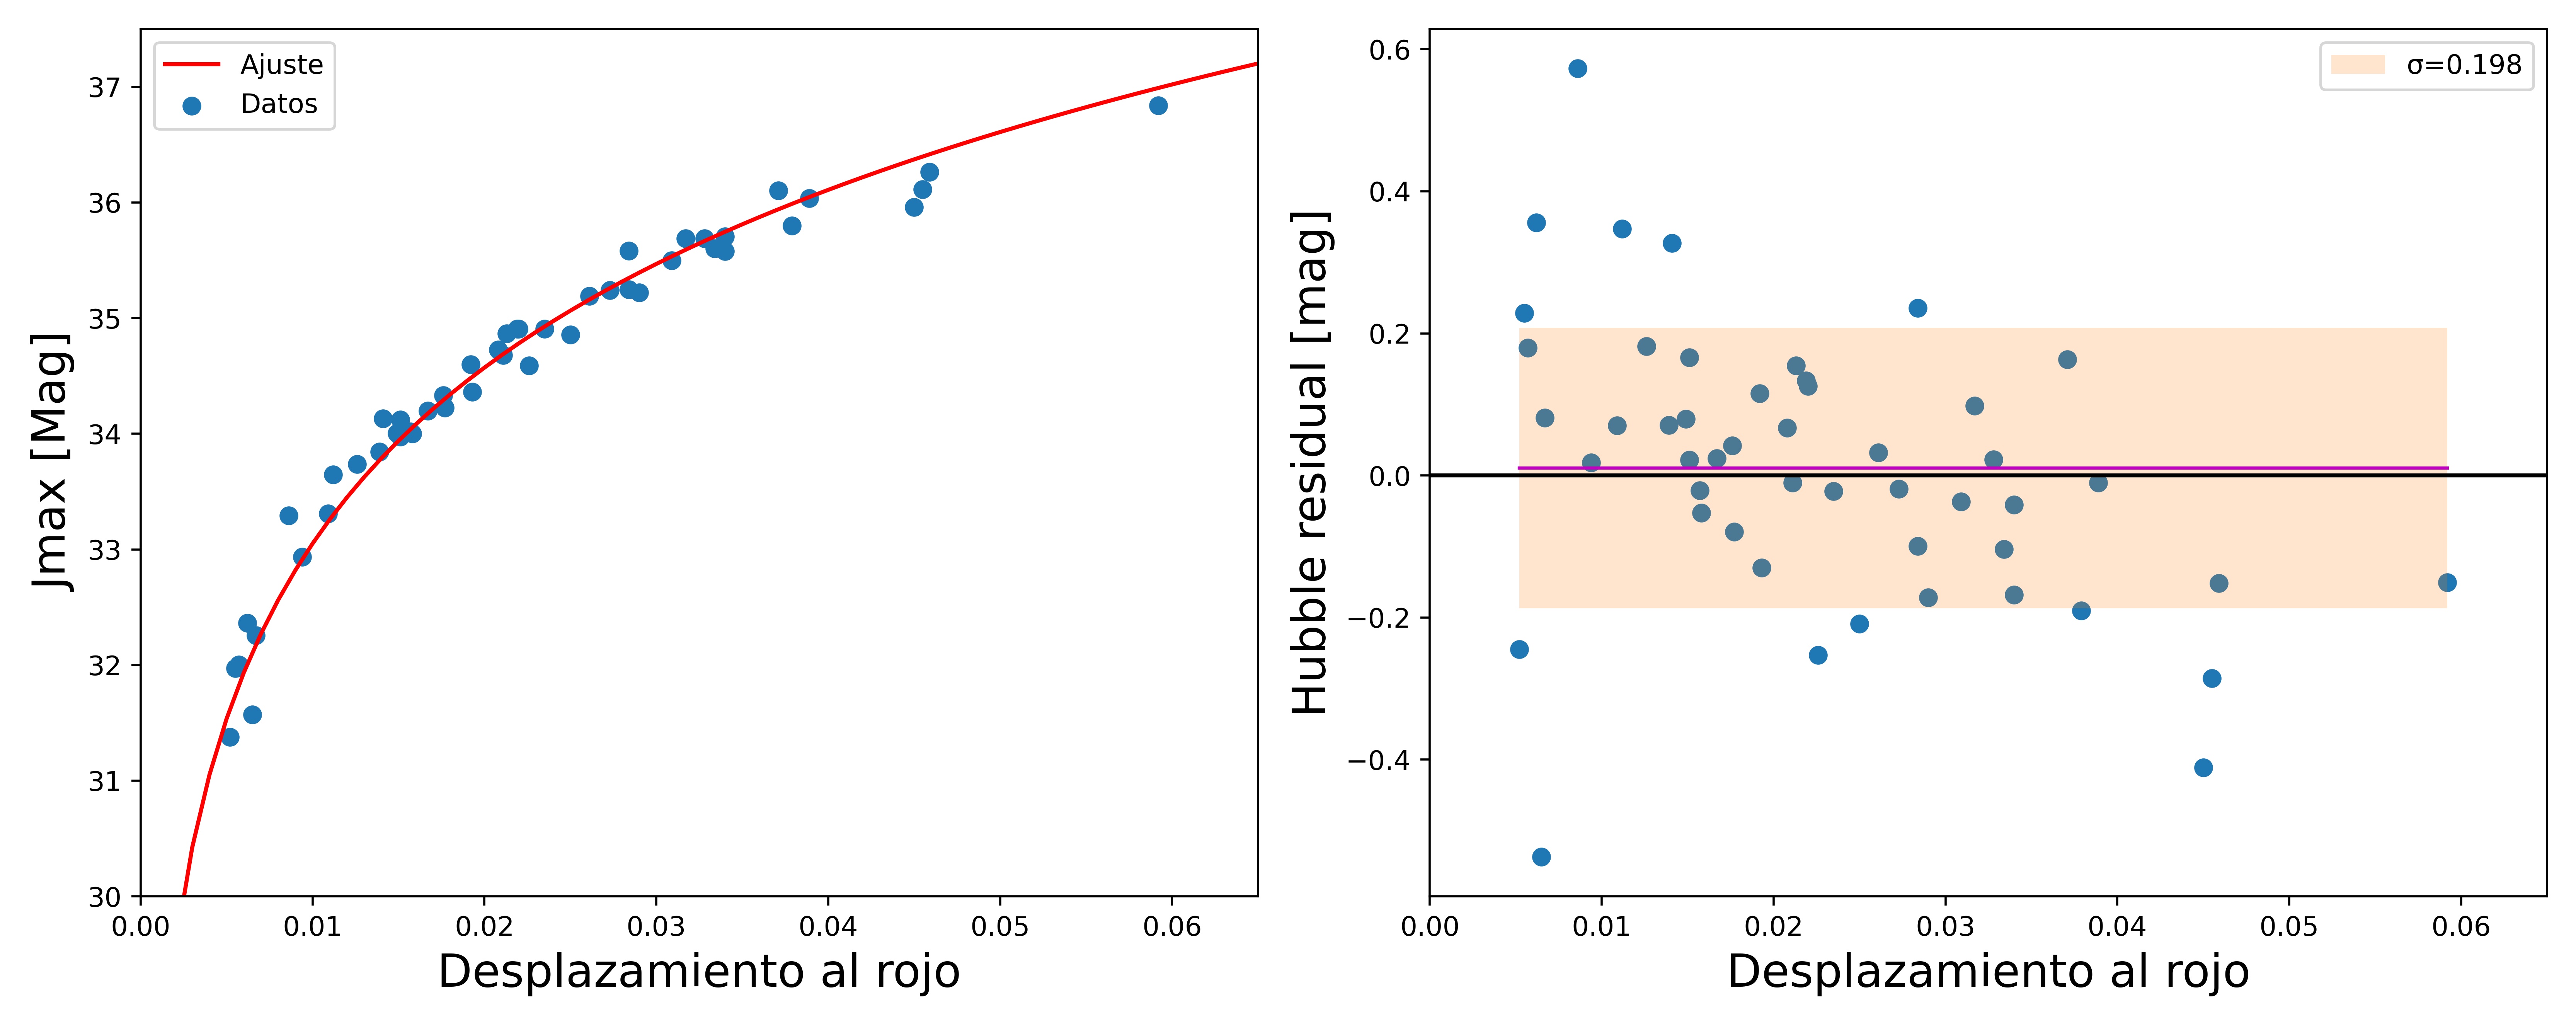 Ajuste
Datos
37
36
35
34
33
32
31
30
Jmax [Mag]
0.00 0.01 0.02 0.03 0.04 0.05 0.06
Desplazamiento al rojo
σ=0.198
0.6
0.4
0.2
0.0
−0.2
−0.4
Hubble residual [mag]
0.00 0.01 0.02 0.03 0.04 0.05 0.06
Desplazamiento al rojo